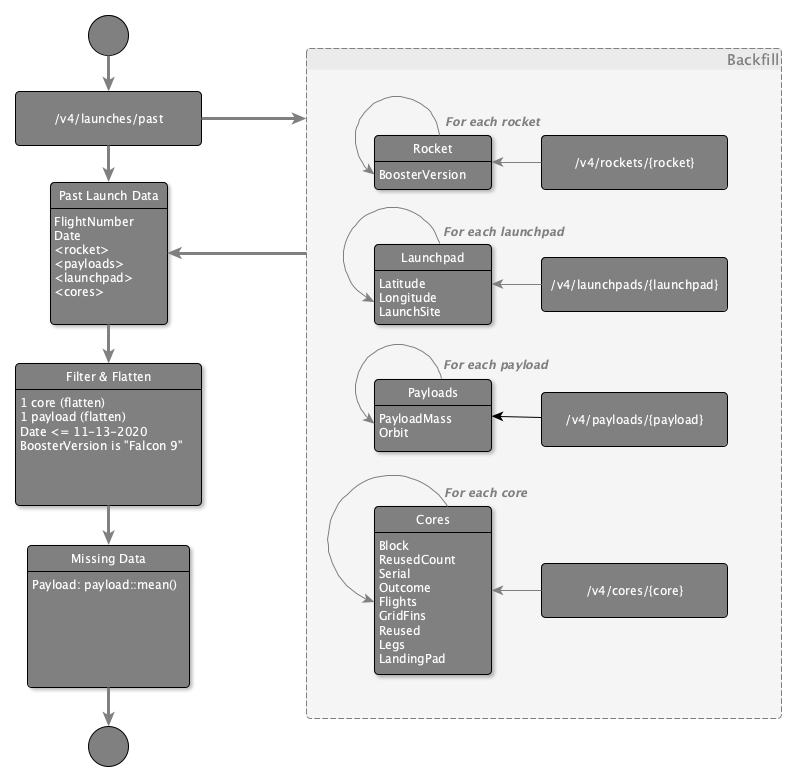 /v4/launches/past
Past Launch Data
FlightNumber
Date
<rocket>
<payloads>
<launchpad>
<cores>
Filter & Flatten
1 core (flatten)
1 payload (flatten)
Date <= 11-13-2020
BoosterVersion is "Falcon 9"
Missing Data
Payload: payload::mean()
Backfill
For each rocket
Rocket
BoosterVersion
/v4/rockets/{rocket}
For each launchpad
Launchpad
Latitude
Longitude
LaunchSite
/v4/launchpads/{launchpad}
For each payload
Payloads
PayloadMass
Orbit
/v4/payloads/{payload}
For each core
Cores
Block
ReusedCount
Serial
Outcome
Flights
GridFins
Reused
Legs
LandingPad
/v4/cores/{core}